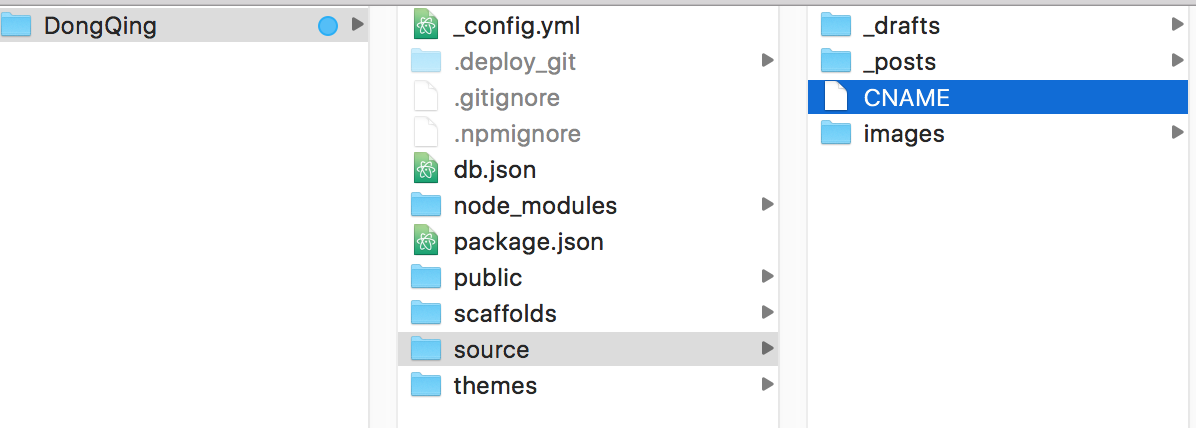 DongQing
_config.yml
.deploy_git
.gitignore
.npmignore
db.json
node_modules
package.json
public
scaffolds
source
themes
_drafts
_posts
CNAME
images